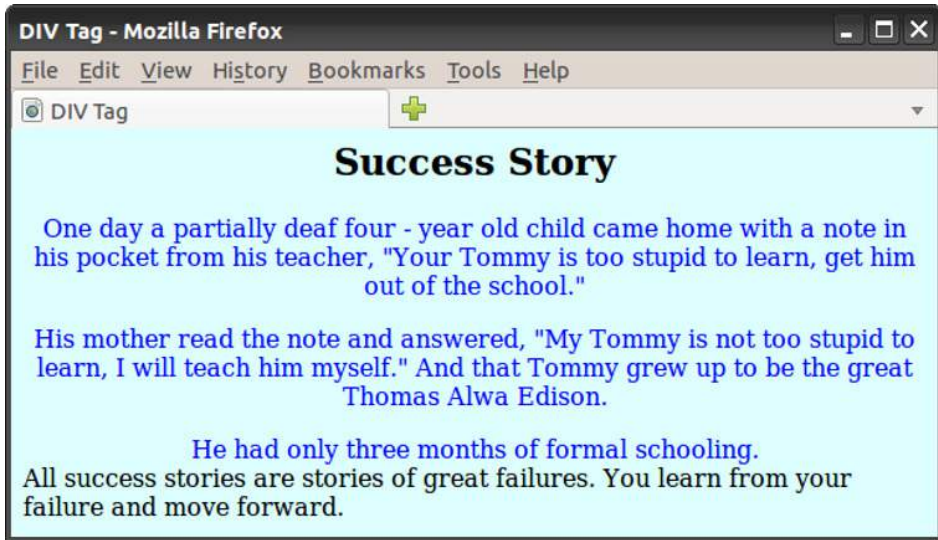 DIV Tag - Mozilla Firefox
File Edit View History Bookmarks Tools Help
DIV Tag
Success Story
One day a partially deaf four - year old child came home with a note in
his pocket from his teacher, "Your Tommy is too stupid to learn, get him
out of the school."
His mother read the note and answered, "My Tommy is not too stupid to
learn, I will teach him myself." And that Tommy grew up to be the great
Thomas Alwa Edison.
He had only three months of formal schooling.
All success stories are stories of great failures. You learn from your
failure and move forward.